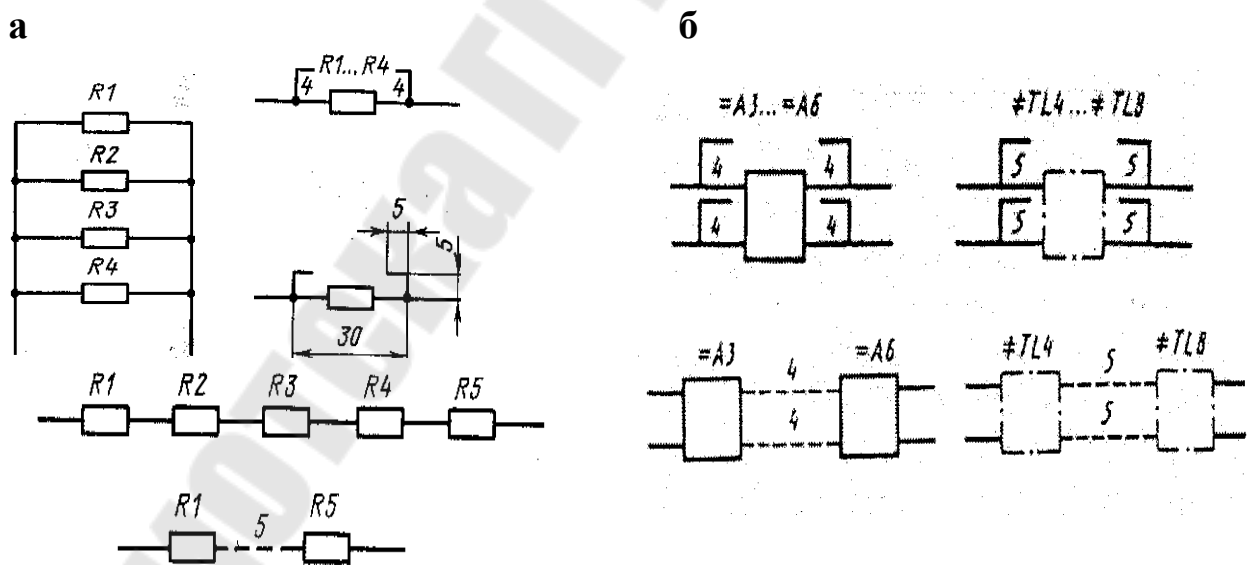 а
R1
R2
R3
R4
R1...R4
4 4
5
5
30
R1 R2 R3 R4 R5
R1 5 R5
б
=A3...=A6
4 4
4 4
≠TL4...≠TL8
5 5
5 5
=A3 4 =A6
4
≠TL4 5 ≠TL8
5